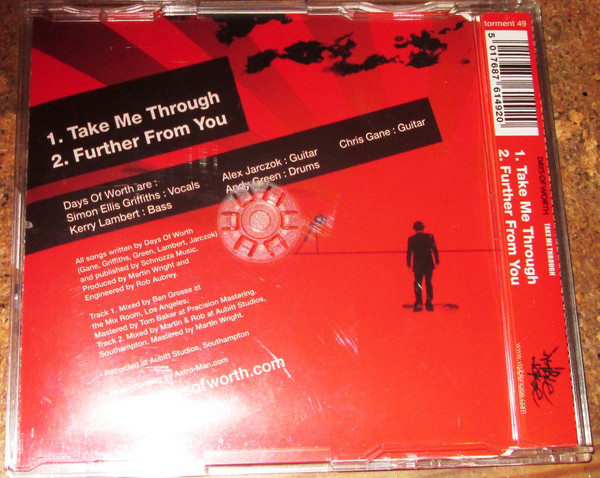 1. Take Me Through
2. Further From You
Days Of Worth are :
Simon Ellis Griffiths : Vocals
Kerry Lambert : Bass
Alex Jarczok : Guitar
Andy Green : Drums
Chris Gane : Guitar
All songs written by Days Of Worth
(Gane, Griffiths, Green, Lambert, Jarczok)
and published by Schnozza Music.
Produced by Martin Wright and
Engineered by Rob Aubrey.
Track 1. Mixed by Ben Grosse at
the Mix Room, Los Angeles;
Mastered by Tom Baker at Precision Mastering.
Track 2. Mixed by Martin & Rob at Aubitt Studios,
Southampton, Mastered by Martin Wright.
Recorded at Aubitt Studios, Southampton
by Astro-Man.com
sofworth.com
torment 49
5 017687 614920
DAYS OF WORTH TAKE ME THROUGH
1. Take Me Through
2. Further From You